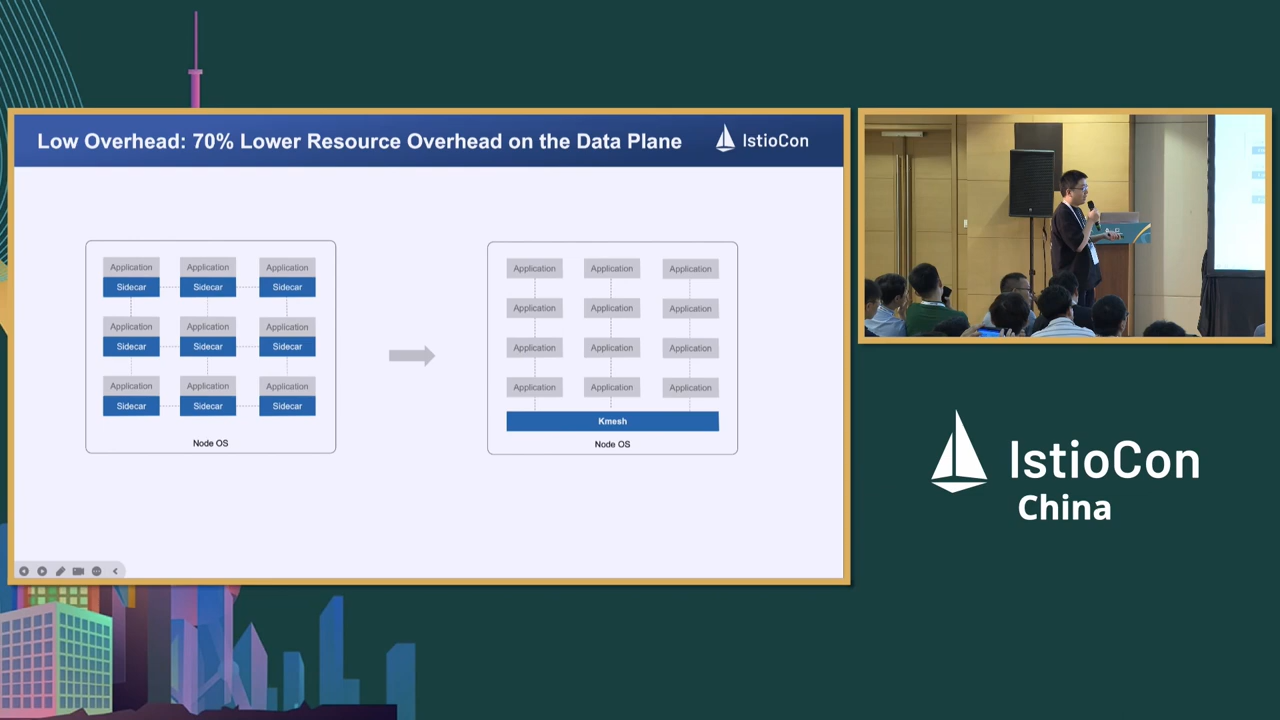 Low Overhead: 70% Lower Resource Overhead on the Data Plane
IstioCon
Application Application Application
Sidecar Sidecar Sidecar
Application Application Application
Sidecar Sidecar Sidecar
Application Application Application
Sidecar Sidecar Sidecar
Node OS
Application Application Application
Application Application Application
Application Application Application
Application Application Application
Kmesh
Node OS
IstioCon
China